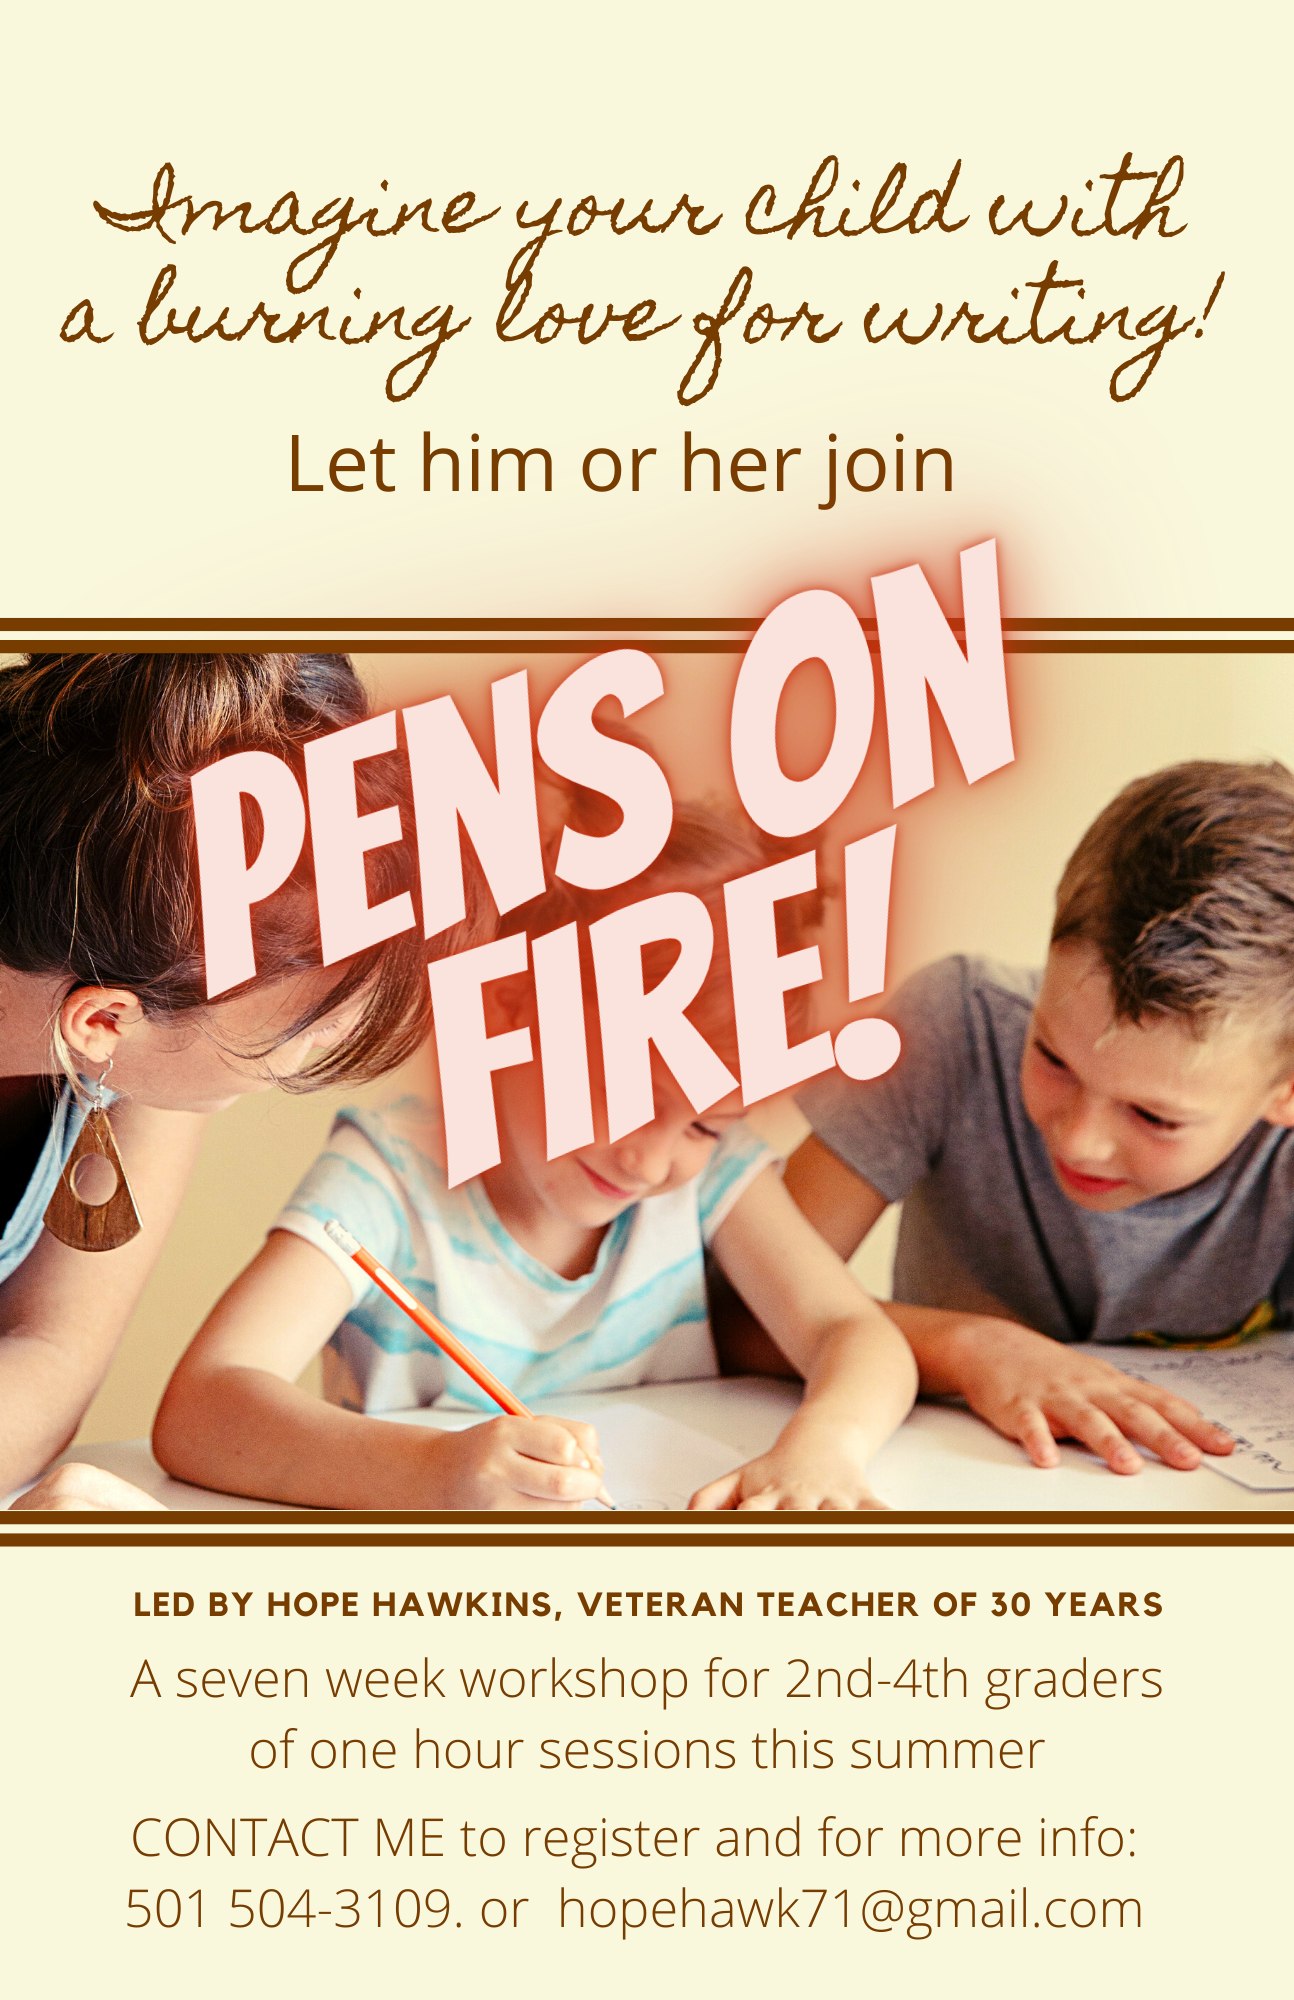 Imagine your child with
a burning love for writing!
Let him or her join
PENS ON
FIRE!
LED BY HOPE HAWKINS, VETERAN TEACHER OF 30 YEARS
A seven week workshop for 2nd-4th graders
of one hour sessions this summer
CONTACT ME to register and for more info:
501 504-3109. or  hopehawk71@gmail.com